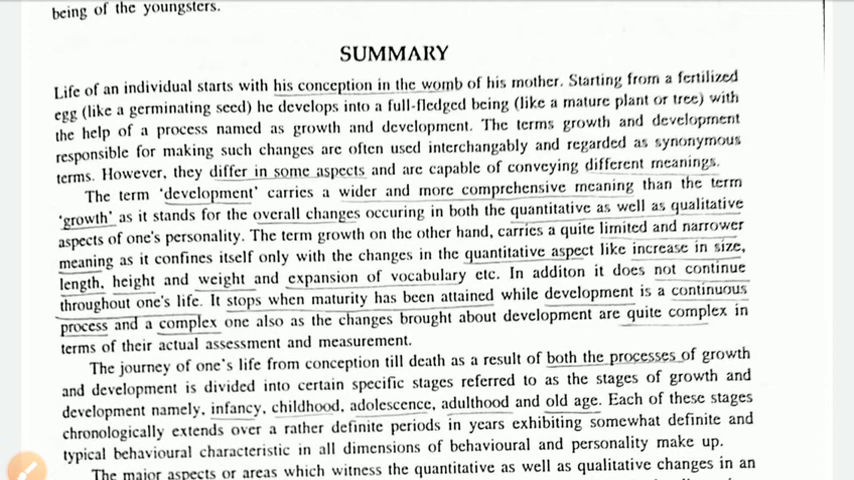 being of the youngsters.
SUMMARY
Life of an individual starts with his conception in the womb of his mother. Starting from a fertilized
egg (like a germinating seed) he develops into a full-fledged being (like a mature plant or tree) with
the help of a process named as growth and development. The terms growth and development
responsible for making such changes are often used interchangably and regarded as synonymous
terms. However, they differ in some aspects and are capable of conveying different meanings.
The term ‘development’ carries a wider and more comprehensive meaning than the term
‘growth’ as it stands for the overall changes occuring in both the quantitative as well as qualitative
aspects of one's personality. The term growth on the other hand, carries a quite limited and narrower
meaning as it confines itself only with the changes in the quantitative aspect like increase in size,
length, height and weight and expansion of vocabulary etc. In additon it does not continue
throughout one's life. It stops when maturity has been attained while development is a continuous
process and a complex one also as the changes brought about development are quite complex in
terms of their actual assessment and measurement.
The journey of one's life from conception till death as a result of both the processes of growth
and development is divided into certain specific stages referred to as the stages of growth and
development namely, infancy, childhood, adolescence, adulthood and old age. Each of these stages
chronologically extends over a rather definite periods in years exhibiting somewhat definite and
typical behavioural characteristic in all dimensions of behavioural and personality make up.
The major aspects or areas which witness the quantitative as well as qualitative changes in an